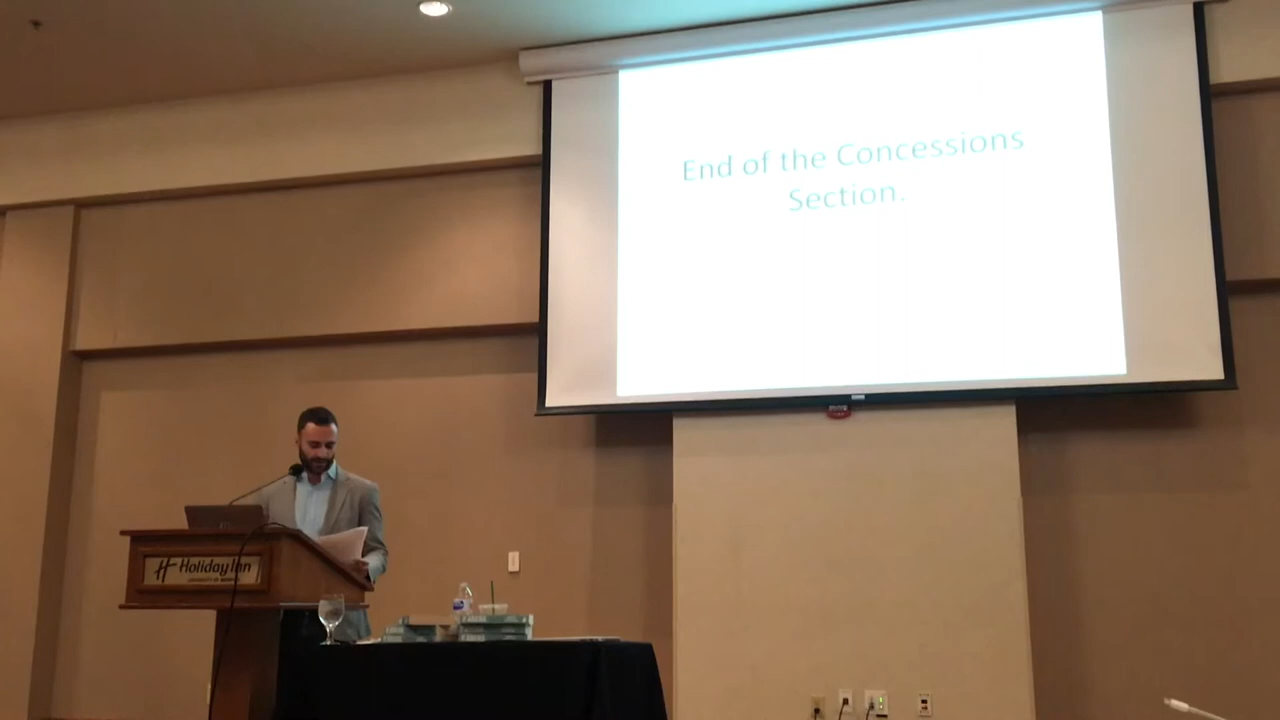 End of the Concessions
Section.
Holiday Inn